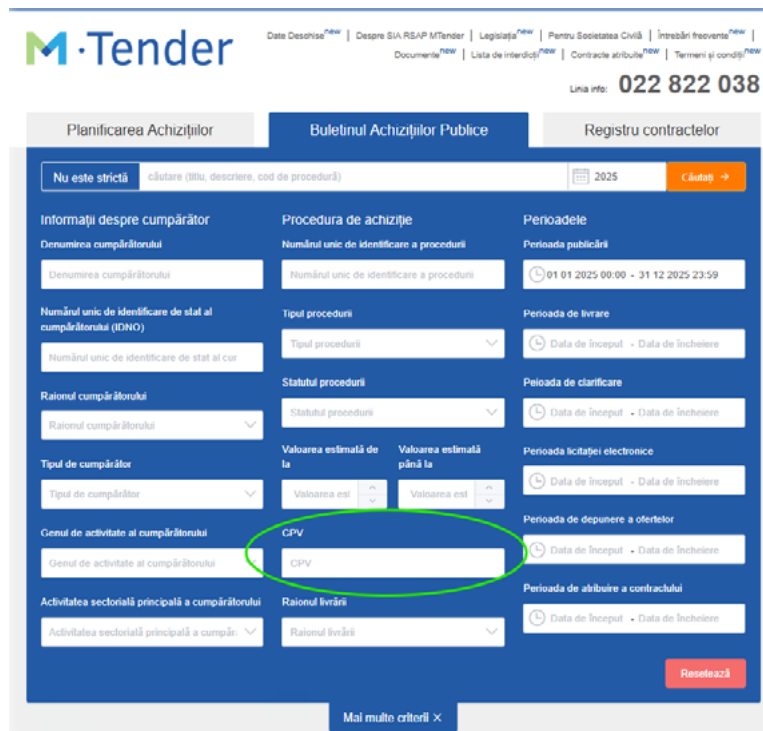 M·Tender
Date Deschise new | Despre SIA RSAP MTender | Legislația new | Pentru Societatea Civilă | Întrebări frecvente new |
Documente new | Lista de interdicții new | Contracte atribuite new | Termeni și condiții new
Linia info: 022 822 038
Planificarea Achizițiilor
Buletinul Achizițiilor Publice
Registru contractelor
Nu este strictă
căutare (titlu, descriere, cod de procedură)
2025
Căutați →
Informații despre cumpărător
Denumirea cumpărătorului
Denumirea cumpărătorului
Numărul unic de identificare de stat al
cumpărătorului (IDNO)
Numărul unic de identificare de stat al cur
Raionul cumpărătorului
Raionul cumpărătorului
Tipul de cumpărător
Tipul de cumpărător
Genul de activitate al cumpărătorului
Genul de activitate al cumpărătorului
Activitatea sectorială principală a cumpărătorului
Activitatea sectorială principală a cumpăr
Procedura de achiziție
Numărul unic de identificare a procedurii
Numărul unic de identificare a procedurii
Tipul procedurii
Tipul procedurii
Statutul procedurii
Statutul procedurii
Valoarea estimată de
la
Valoarea est
Valoarea estimată
până la
Valoarea est
CPV
CPV
Raionul livrării
Raionul livrării
Perioadele
Perioada publicării
01 01 2025 00:00 - 31 12 2025 23:59
Perioada de livrare
Data de început - Data de încheiere
Peioada de clarificare
Data de început - Data de încheiere
Perioada licitației electronice
Data de început - Data de încheiere
Perioada de depunere a ofertelor
Data de început - Data de încheiere
Perioada de atribuire a contractului
Data de început - Data de încheiere
Resetează
Mai multe criterii ×